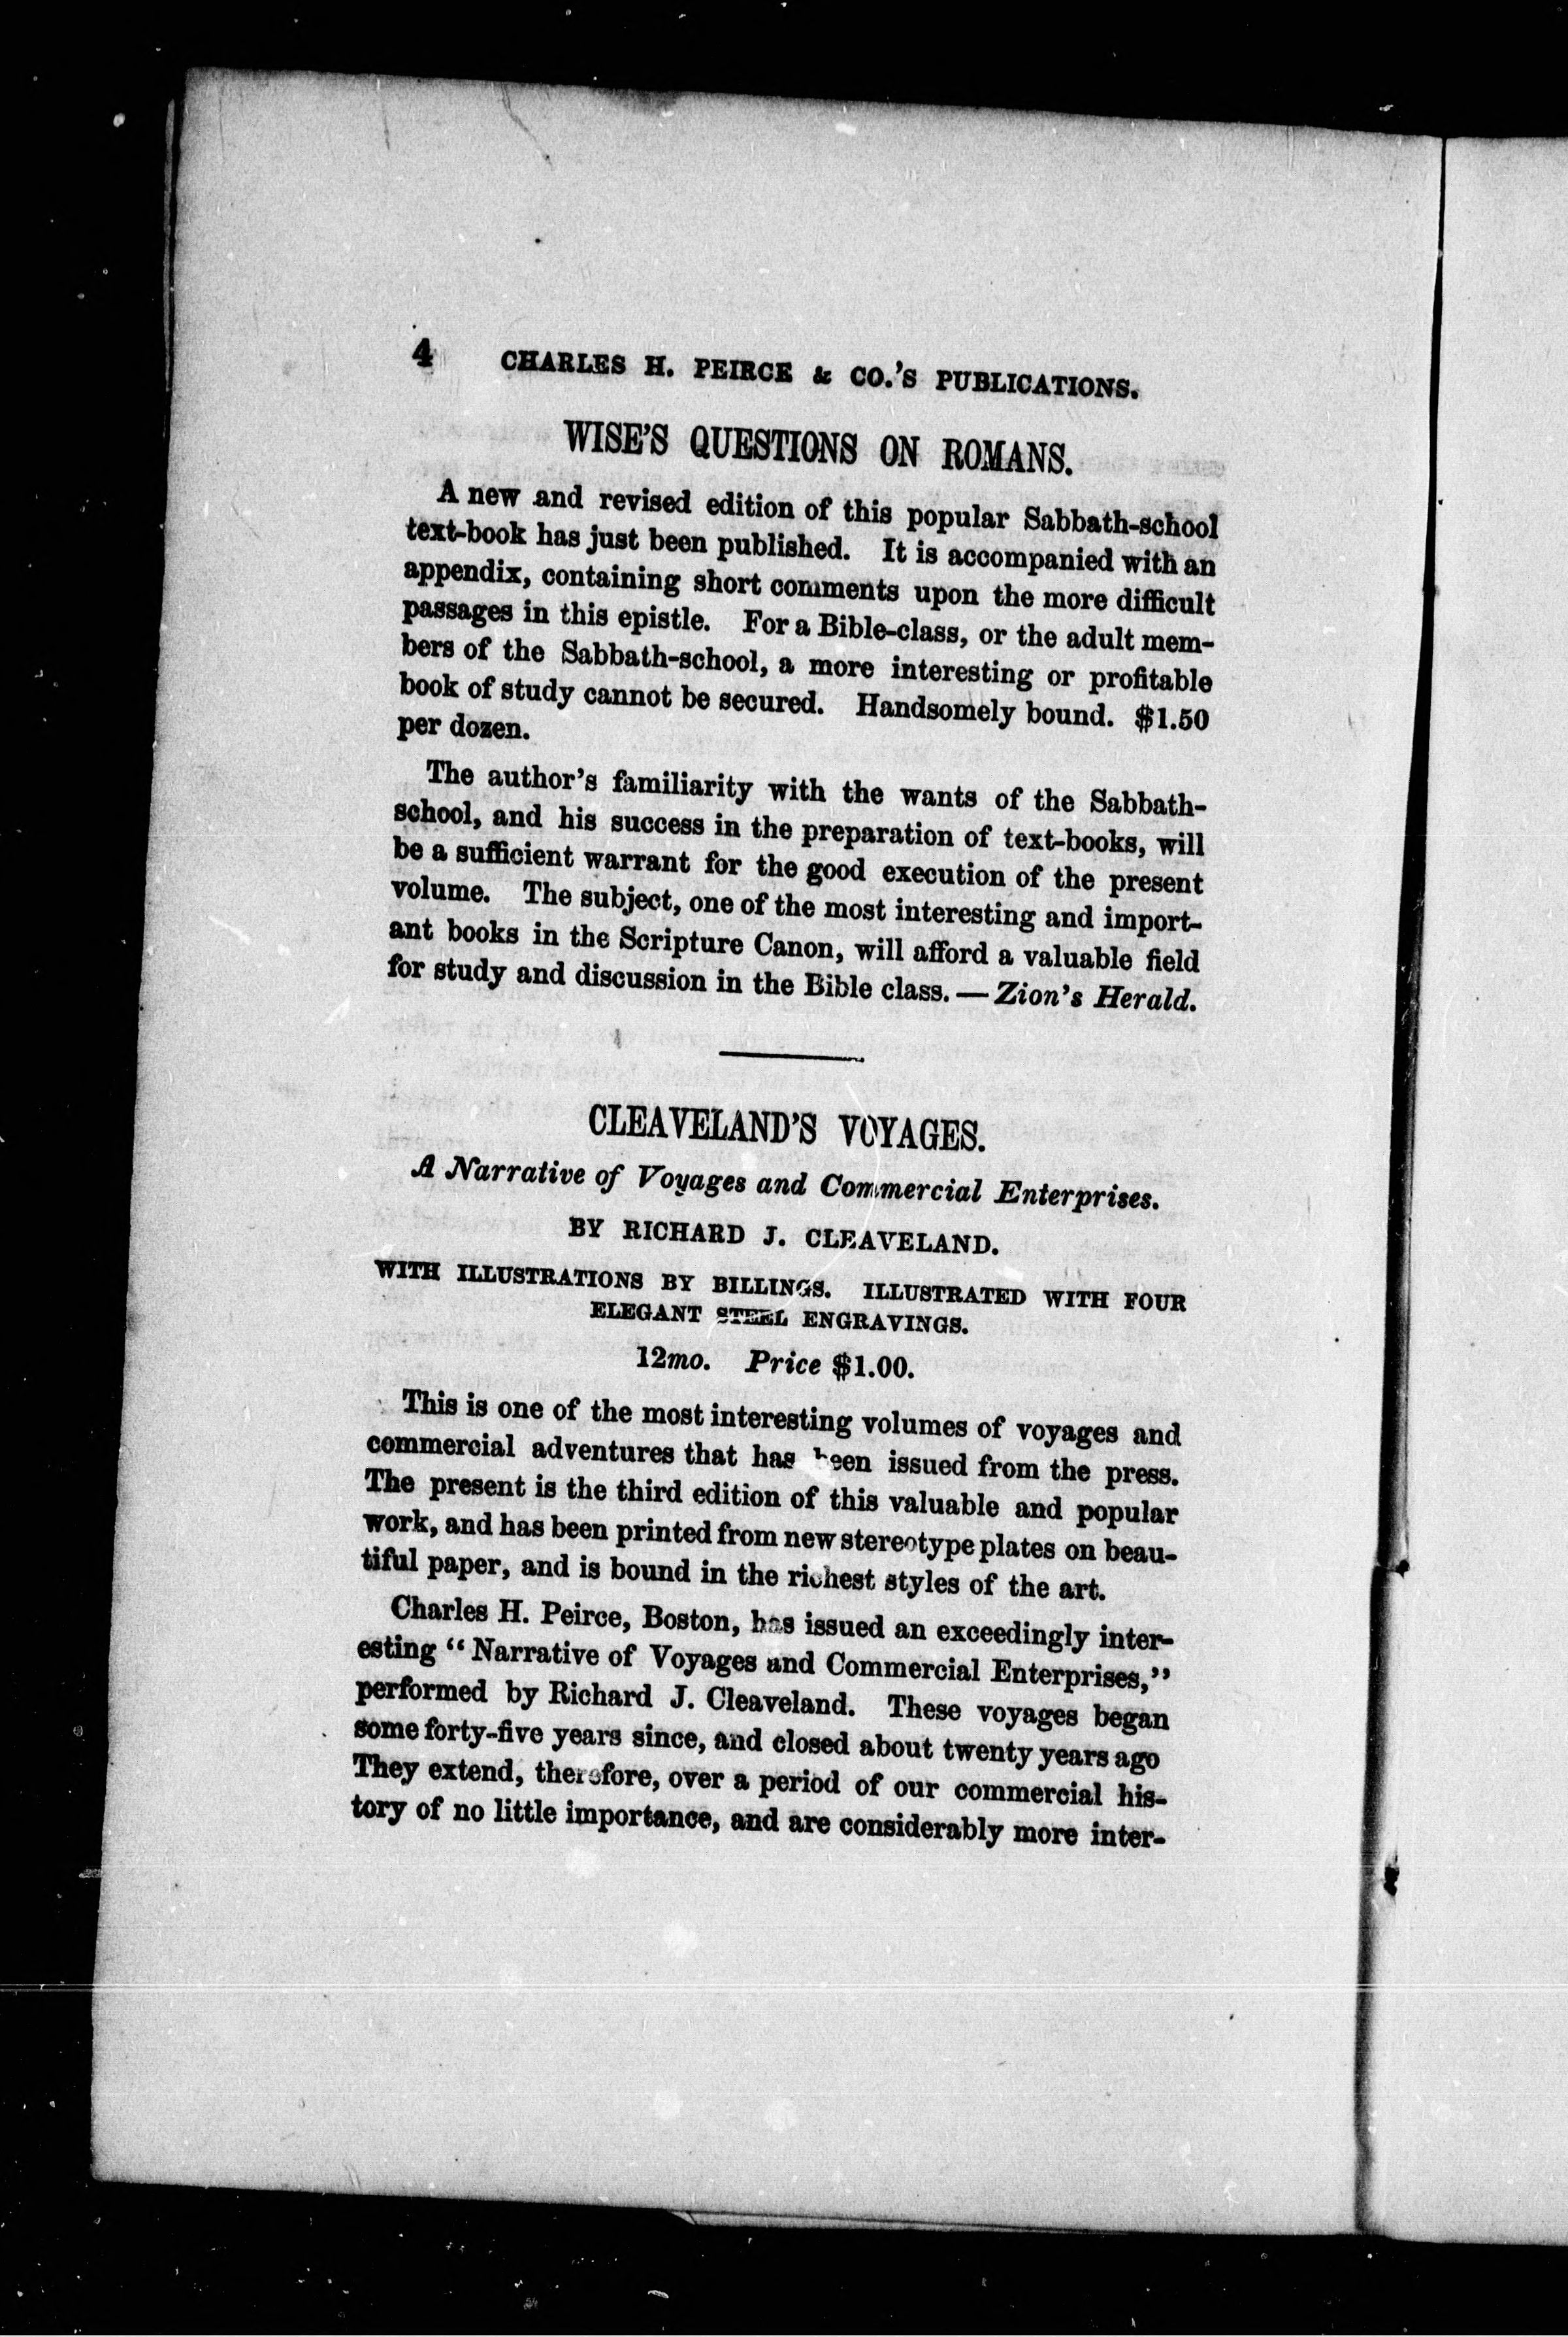 4 CHARLES H. PEIRCE & CO.'S PUBLICATIONS.
WISE'S QUESTIONS ON ROMANS.
A new and revised edition of this popular Sabbath-school
text-book has just been published. It is accompanied with an
appendix, containing short comments upon the more difficult
passages in this epistle. For a Bible-class, or the adult mem-
bers of the Sabbath-school, a more interesting or profitable
book of study cannot be secured. Handsomely bound. $1.50
per dozen.
The author's familiarity with the wants of the Sabbath-
school, and his success in the preparation of text-books, will
be a sufficient warrant for the good execution of the present
volume. The subject, one of the most interesting and import-
ant books in the Scripture Canon, will afford a valuable field
for study and discussion in the Bible class. — Zion's Herald.
CLEAVELAND'S VOYAGES.
A Narrative of Voyages and Commercial Enterprises.
BY RICHARD J. CLEAVELAND.
WITH ILLUSTRATIONS BY BILLINGS. ILLUSTRATED WITH FOUR
ELEGANT STEEL ENGRAVINGS.
12mo. Price $1.00.
This is one of the most interesting volumes of voyages and
commercial adventures that has been issued from the press.
The present is the third edition of this valuable and popular
work, and has been printed from new stereotype plates on beau-
tiful paper, and is bound in the richest styles of the art.
Charles H. Peirce, Boston, has issued an exceedingly inter-
esting "Narrative of Voyages and Commercial Enterprises,"
performed by Richard J. Cleaveland. These voyages began
some forty-five years since, and closed about twenty years ago
They extend, therefore, over a period of our commercial his-
tory of no little importance, and are considerably more inter-